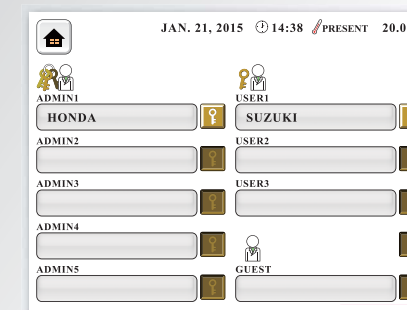 JAN. 21, 2015 14:38 PRESENT 20.0
ADMIN1
HONDA
ADMIN2
ADMIN3
ADMIN4
ADMIN5
USER1
SUZUKI
USER2
USER3
GUEST